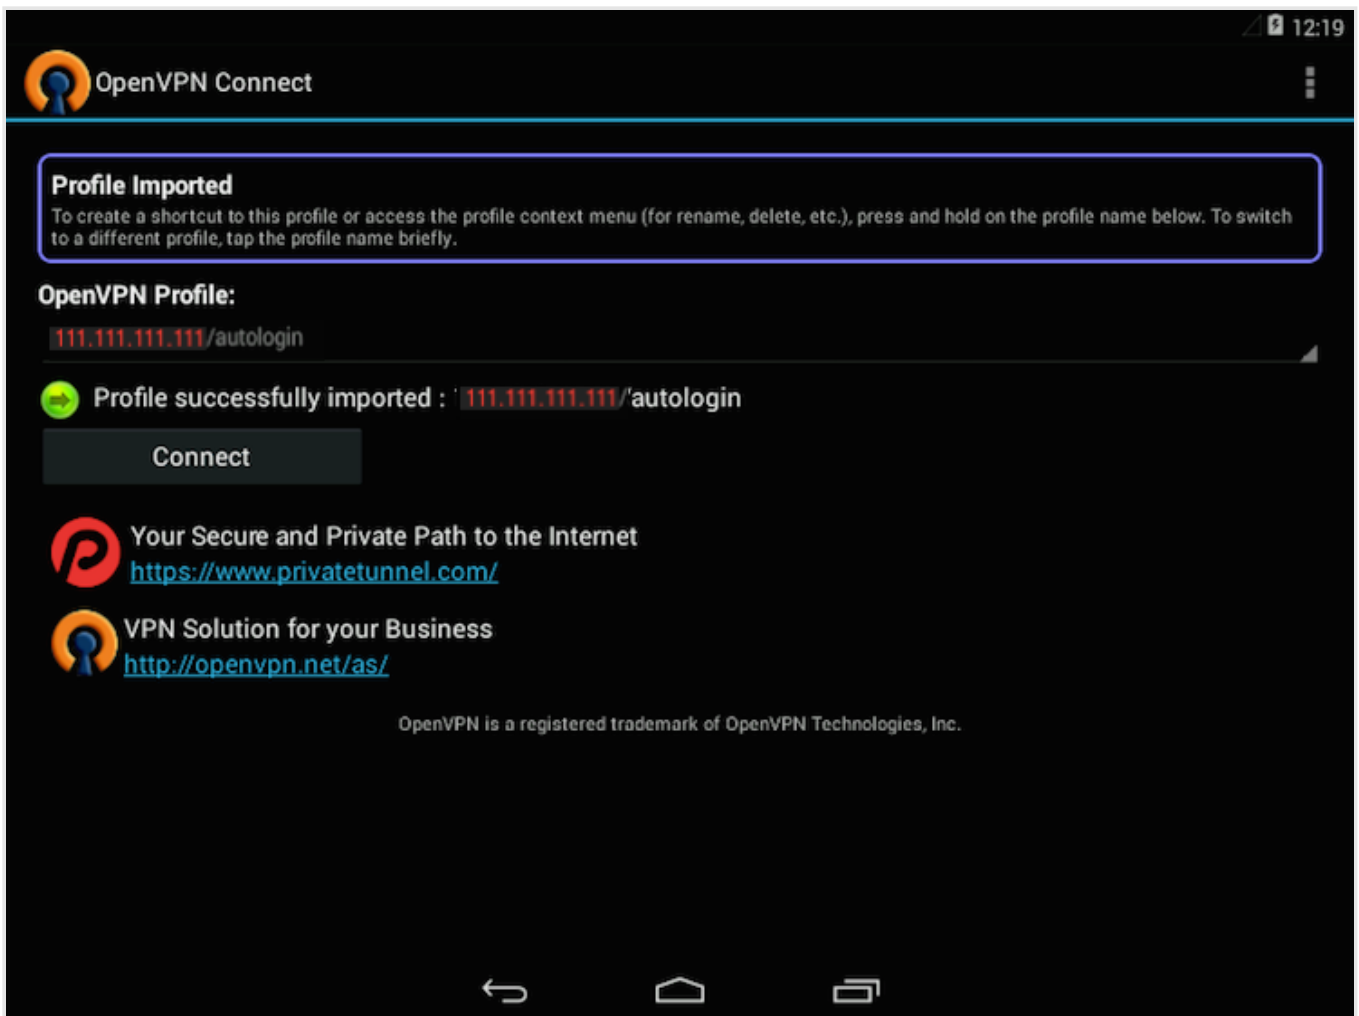 12:19
OpenVPN Connect
Profile Imported
To create a shortcut to this profile or access the profile context menu (for rename, delete, etc.), press and hold on the profile name below. To switch
to a different profile, tap the profile name briefly.
OpenVPN Profile:
111.111.111.111/autologin
Profile successfully imported : '111.111.111.111/'autologin
Connect
Your Secure and Private Path to the Internet
https://www.privatetunnel.com/
VPN Solution for your Business
http://openvpn.net/as/
OpenVPN is a registered trademark of OpenVPN Technologies, Inc.